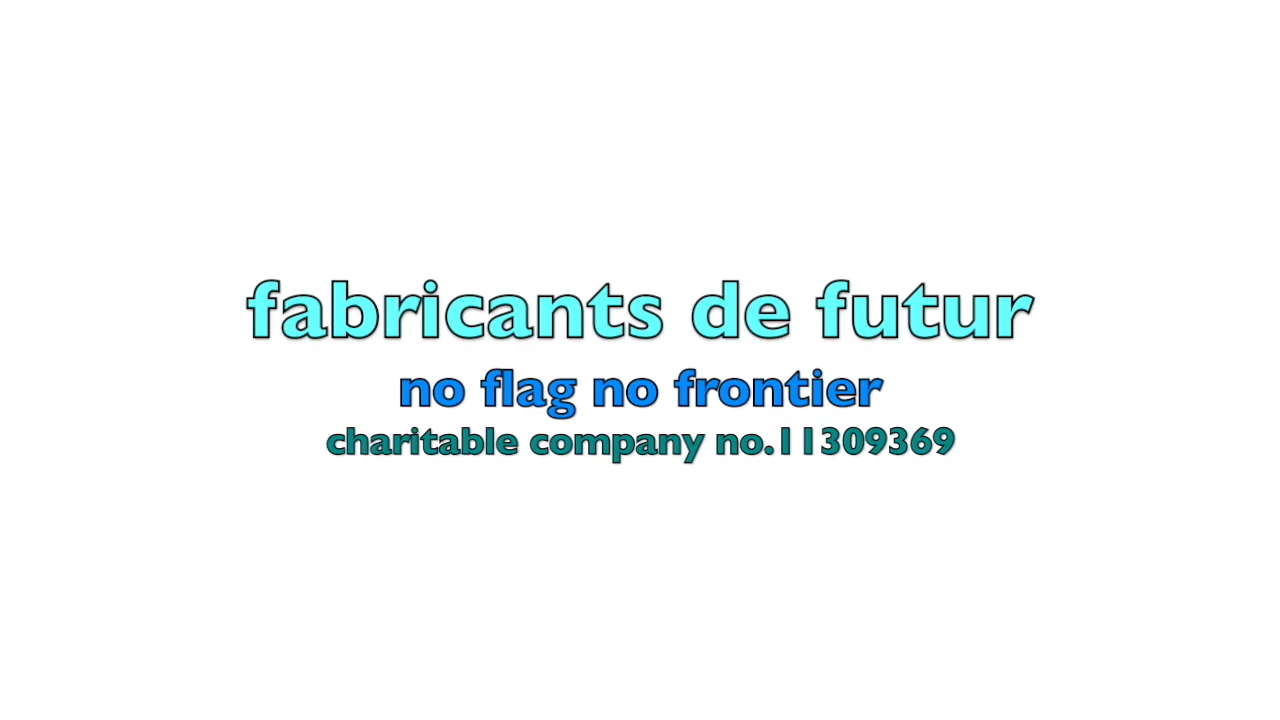 fabricants de futur
no flag no frontier
charitable company no.11309369